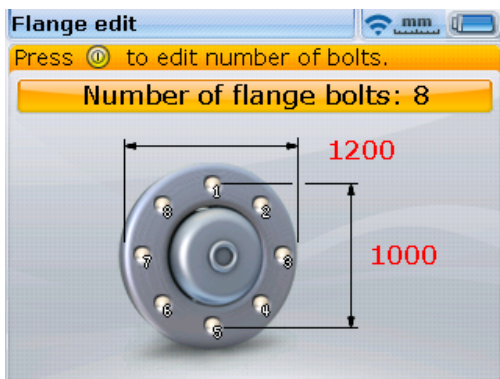 Flange edit mm
Press to edit number of bolts.
Number of flange bolts: 8
1200
1
8 2
1000
7 3
6 4
5